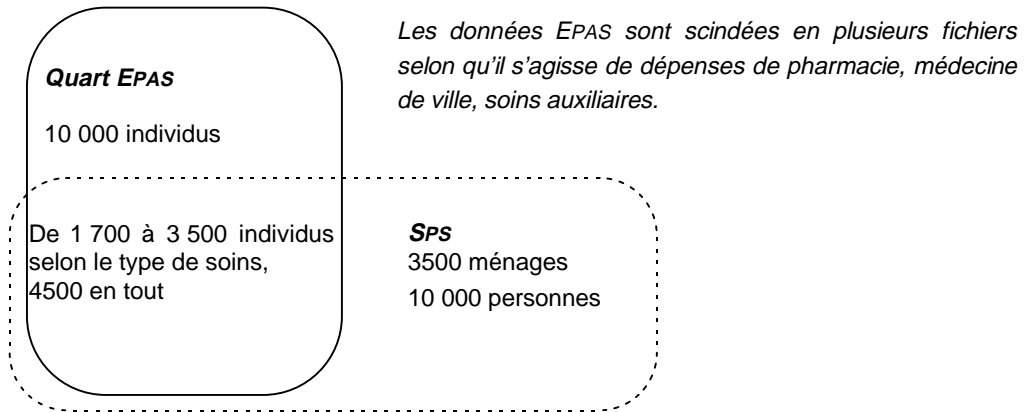 Les données EPAS sont scindées en plusieurs fichiers
selon qu'il s'agisse de dépenses de pharmacie, médecine
de ville, soins auxiliaires.
Quart EPAS
10 000 individus
De 1 700 à 3 500 individus
selon le type de soins,
4500 en tout
SPS
3500 ménages
10 000 personnes